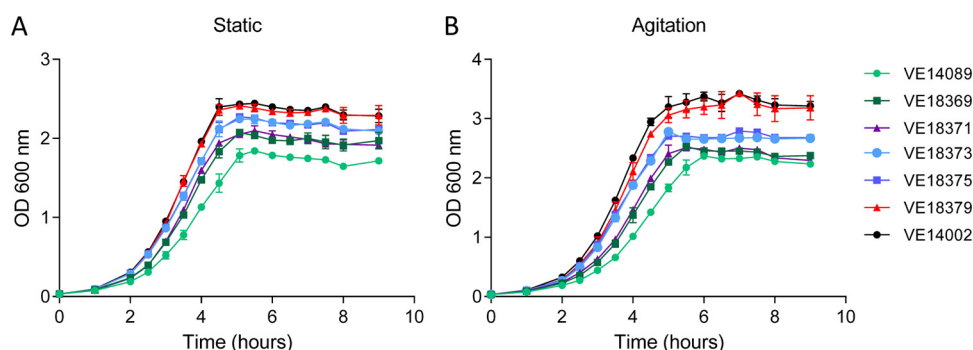 A
Static
OD 600 nm
3
2
1
0
0 2 4 6 8 10
Time (hours)
B
Agitation
OD 600 nm
4
3
2
1
0
0 2 4 6 8 10
Time (hours)
VE14089
VE18369
VE18371
VE18373
VE18375
VE18379
VE14002